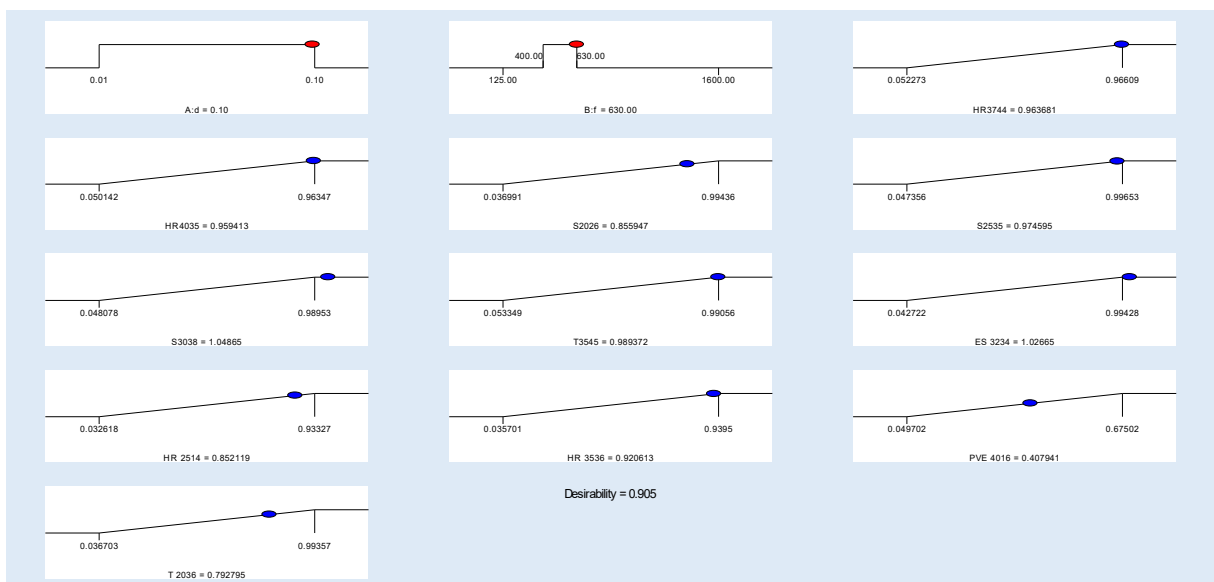 0.01 0.10
A:d = 0.10
400.00 630.00
125.00 1600.00
B:f = 630.00
0.052273 0.96609
HR3744 = 0.963681
0.050142 0.96347
HR4035 = 0.959413
0.036991 0.99436
S2026 = 0.855947
0.047356 0.99653
S2535 = 0.974595
0.048078 0.98953
S3038 = 1.04865
0.053349 0.99056
T3545 = 0.989372
0.042722 0.99428
ES 3234 = 1.02665
0.032618 0.93327
HR 2514 = 0.852119
0.035701 0.9395
HR 3536 = 0.920613
0.049702 0.67502
PVE 4016 = 0.407941
0.036703 0.99357
T 2036 = 0.792795
Desirability = 0.905